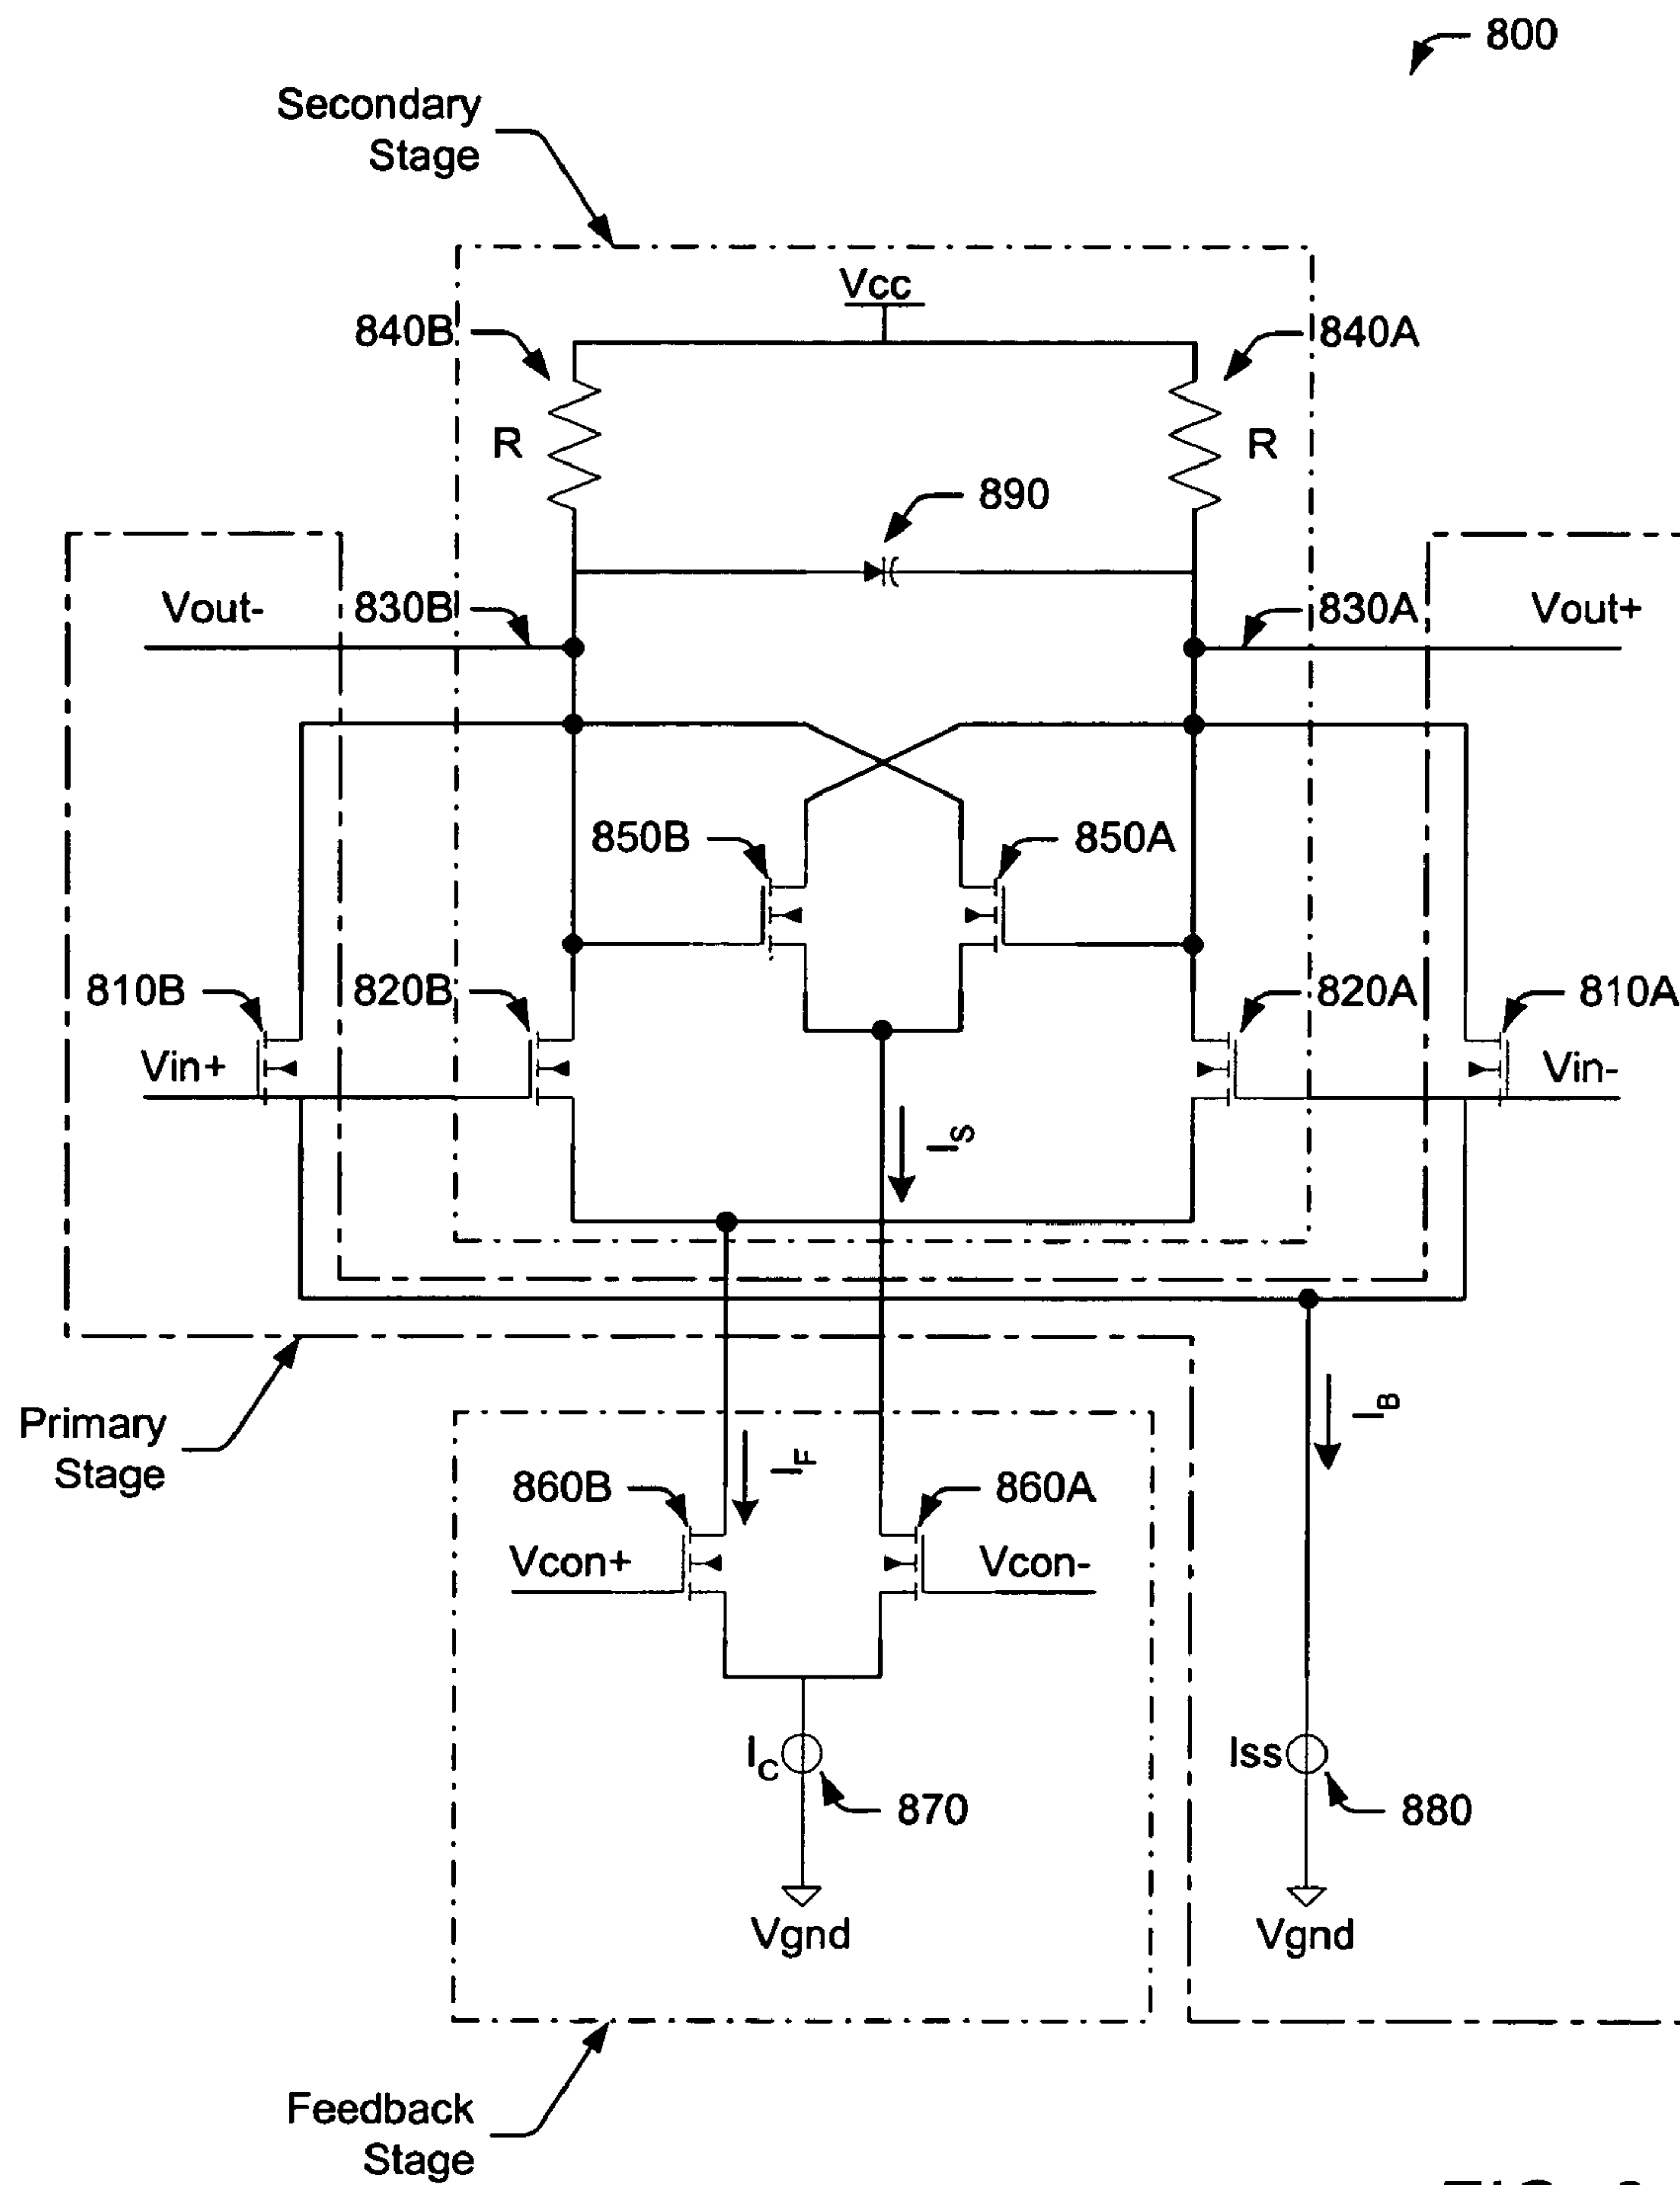 800
Secondary
Stage
Vcc
840B
840A
R
R
890
Vout-
830B
830A
Vout+
850B
850A
810B
820B
820A
810A
Vin+
Vin-
IS
IB
Primary
Stage
IF
860B
860A
Vcon+
Vcon-
IC
Iss
870
880
Vgnd
Vgnd
Feedback
Stage